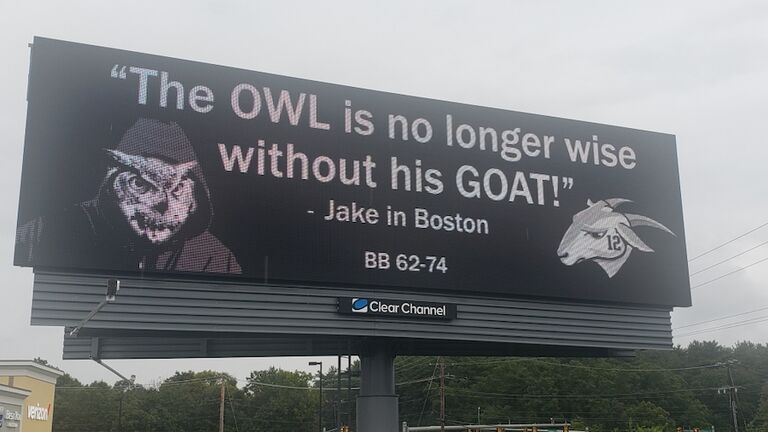 “The OWL is no longer wise
without his GOAT!”
- Jake in Boston
BB 62-74
12
Clear Channel
verizon